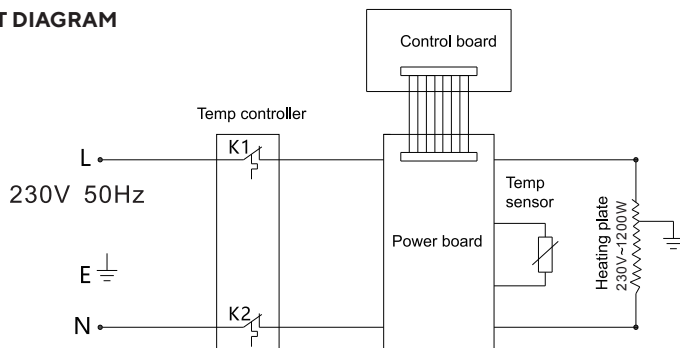 T DIAGRAM
Control board
Temp controller
K1
L
230V 50Hz
Temp
sensor
Power board
Heating plate
230V~1200W
E
K2
N